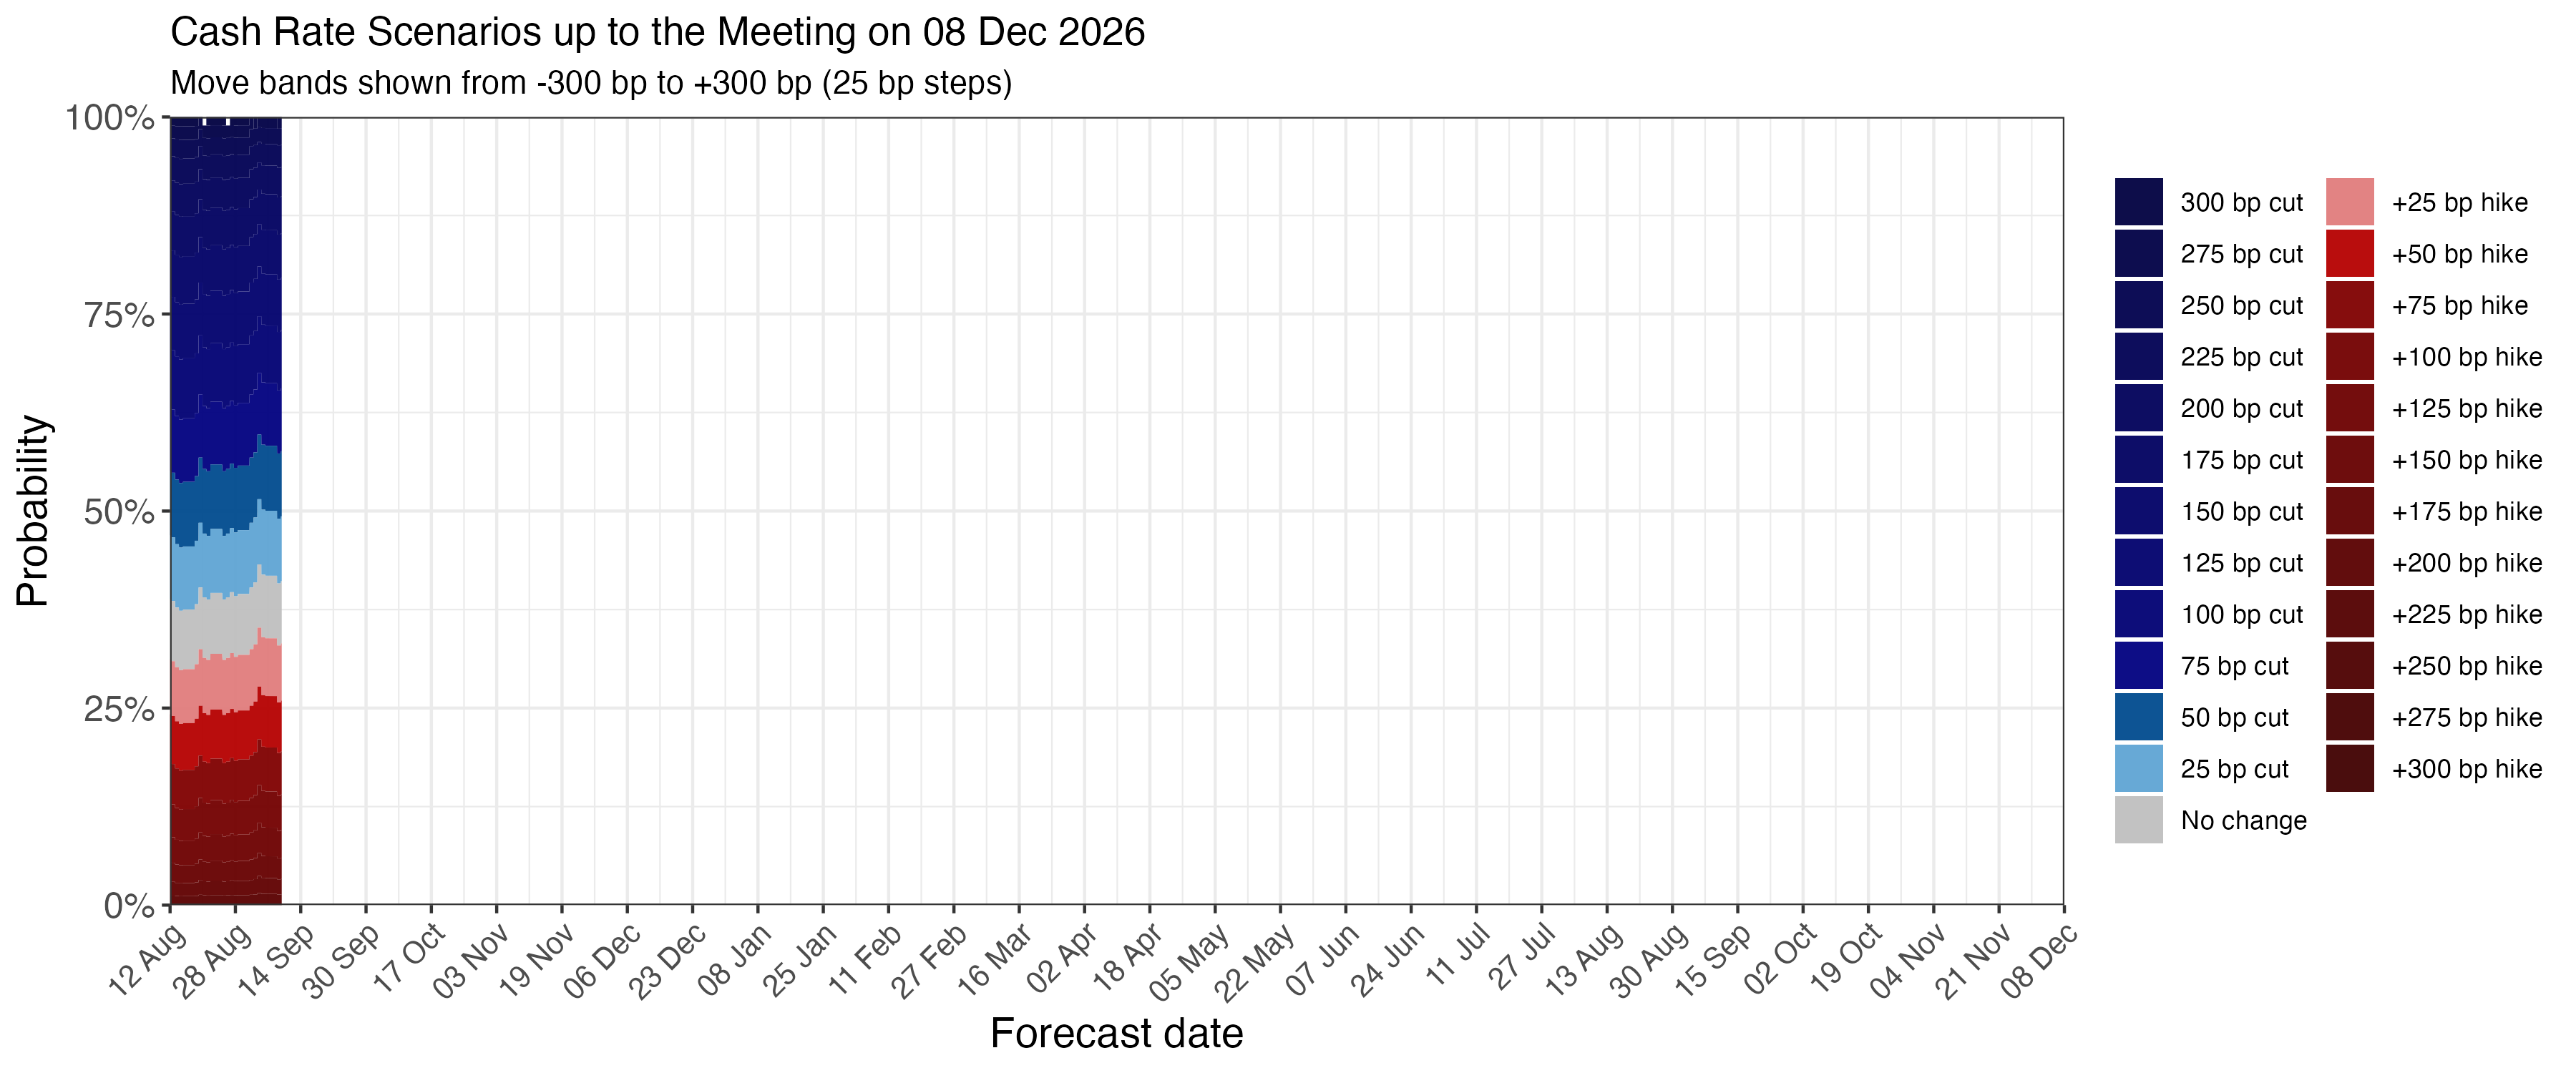 Cash Rate Scenarios up to the Meeting on 08 Dec 2026
Move bands shown from -300 bp to +300 bp (25 bp steps)
Probability
100%
75%
50%
25%
0%
12 Aug
28 Aug
14 Sep
30 Sep
17 Oct
03 Nov
19 Nov
06 Dec
23 Dec
08 Jan
25 Jan
11 Feb
27 Feb
16 Mar
02 Apr
18 Apr
05 May
22 May
07 Jun
24 Jun
11 Jul
27 Jul
13 Aug
30 Aug
15 Sep
02 Oct
19 Oct
04 Nov
21 Nov
08 Dec
Forecast date
300 bp cut
275 bp cut
250 bp cut
225 bp cut
200 bp cut
175 bp cut
150 bp cut
125 bp cut
100 bp cut
75 bp cut
50 bp cut
25 bp cut
No change
+25 bp hike
+50 bp hike
+75 bp hike
+100 bp hike
+125 bp hike
+150 bp hike
+175 bp hike
+200 bp hike
+225 bp hike
+250 bp hike
+275 bp hike
+300 bp hike